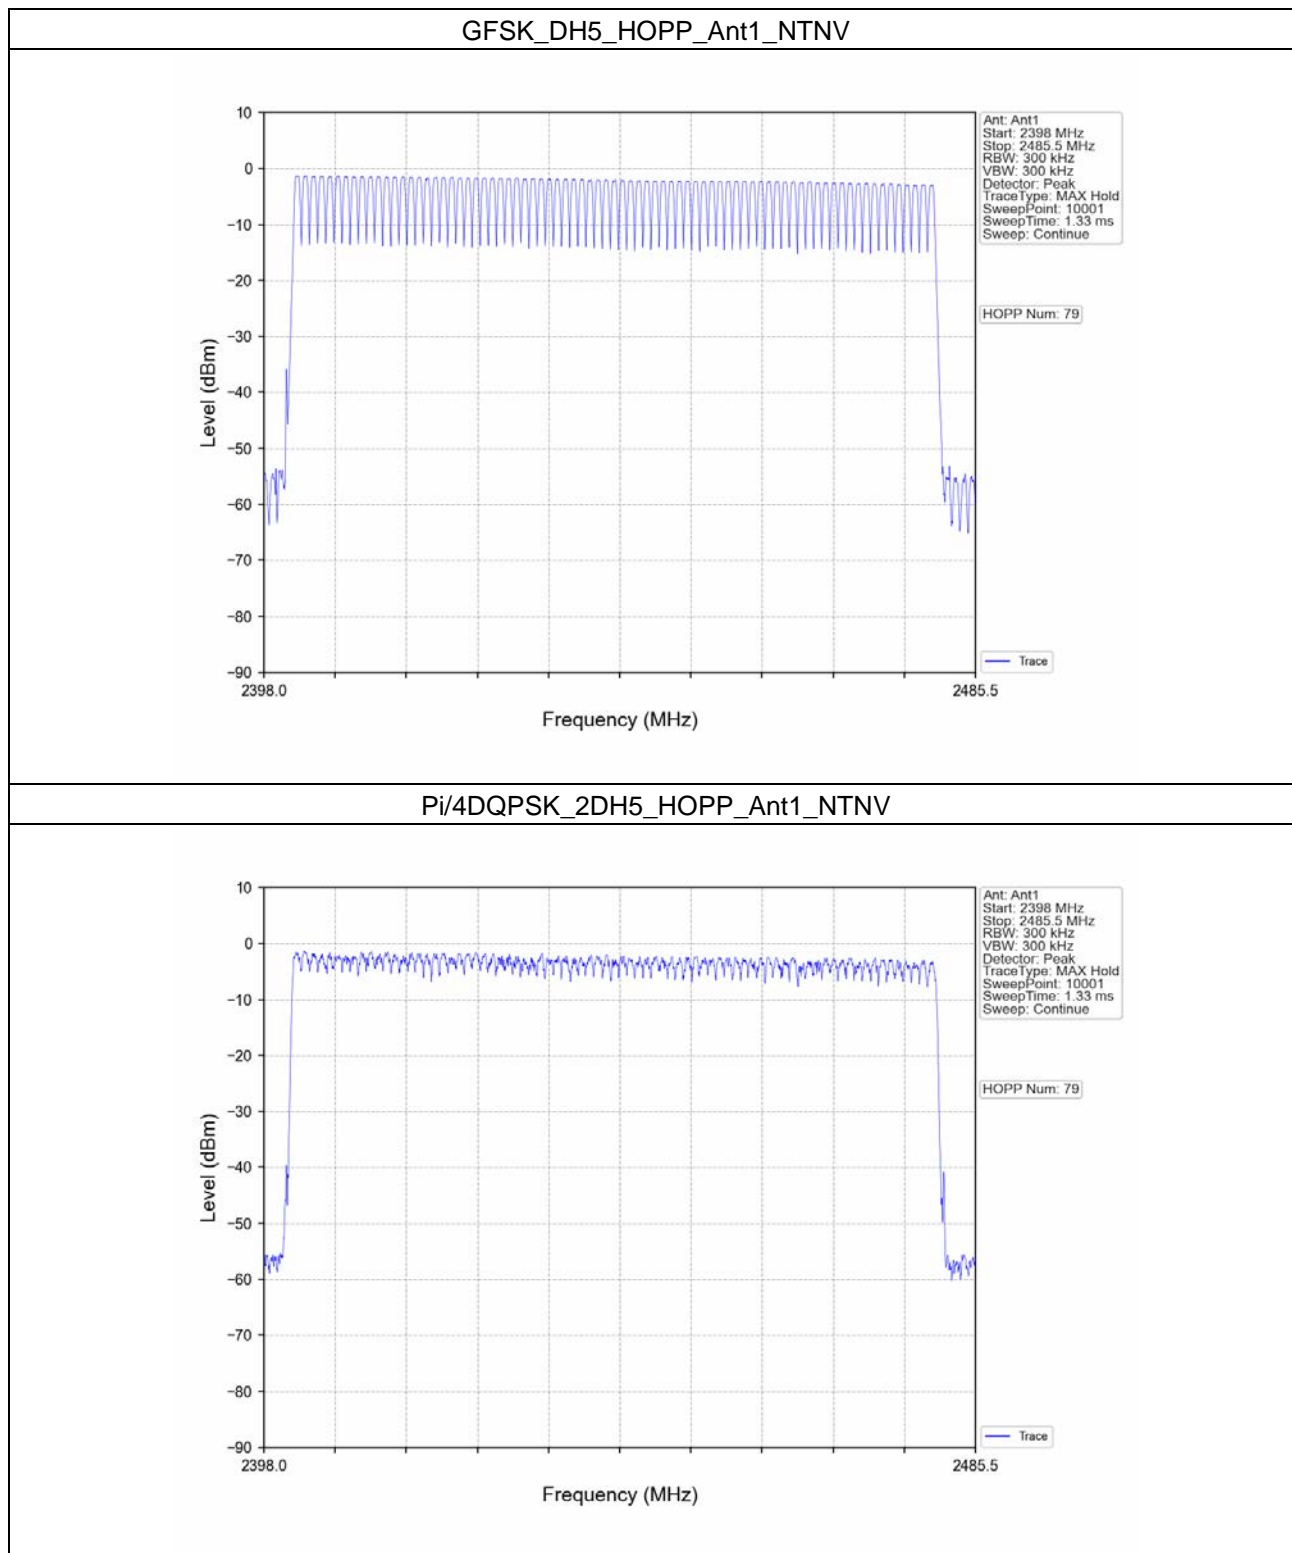 GFSK_DH5_HOPP_Ant1_NTNV
10
0
−10
−20
−30
−40
−50
−60
−70
−80
−90
Level (dBm)
2398.0
2485.5
Frequency (MHz)
Ant: Ant1
Start: 2398 MHz
Stop: 2485.5 MHz
RBW: 300 kHz
VBW: 300 kHz
Detector: Peak
TraceType: MAX Hold
SweepPoint: 10001
SweepTime: 1.33 ms
Sweep: Continue
HOPP Num: 79
Trace
Pi/4DQPSK_2DH5_HOPP_Ant1_NTNV
10
0
−10
−20
−30
−40
−50
−60
−70
−80
−90
Level (dBm)
2398.0
2485.5
Frequency (MHz)
Ant: Ant1
Start: 2398 MHz
Stop: 2485.5 MHz
RBW: 300 kHz
VBW: 300 kHz
Detector: Peak
TraceType: MAX Hold
SweepPoint: 10001
SweepTime: 1.33 ms
Sweep: Continue
HOPP Num: 79
Trace